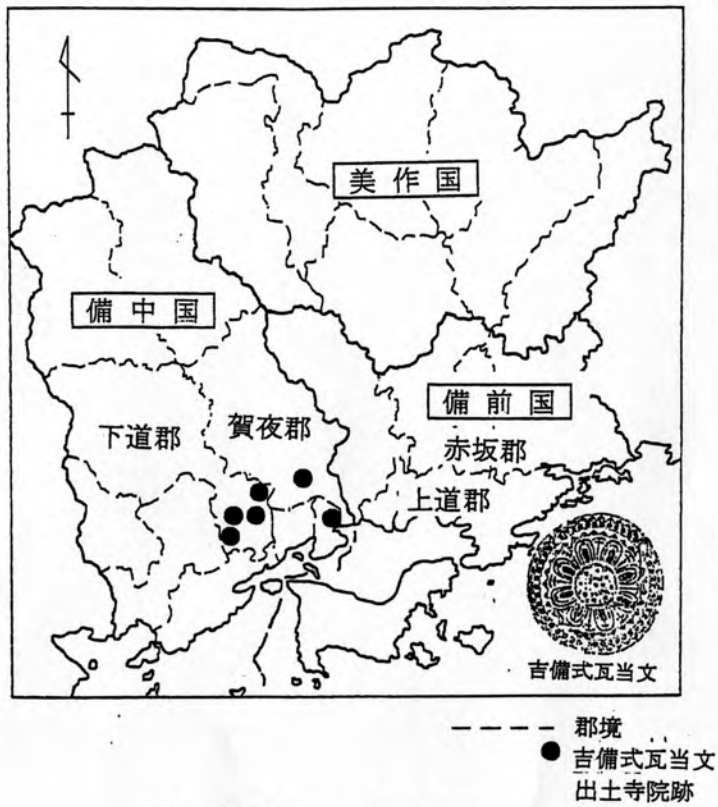 美作国
備中国
備前国
下道郡
賀夜郡
赤坂郡
上道郡
吉備式瓦当文
郡境
吉備式瓦当文
出土寺院跡